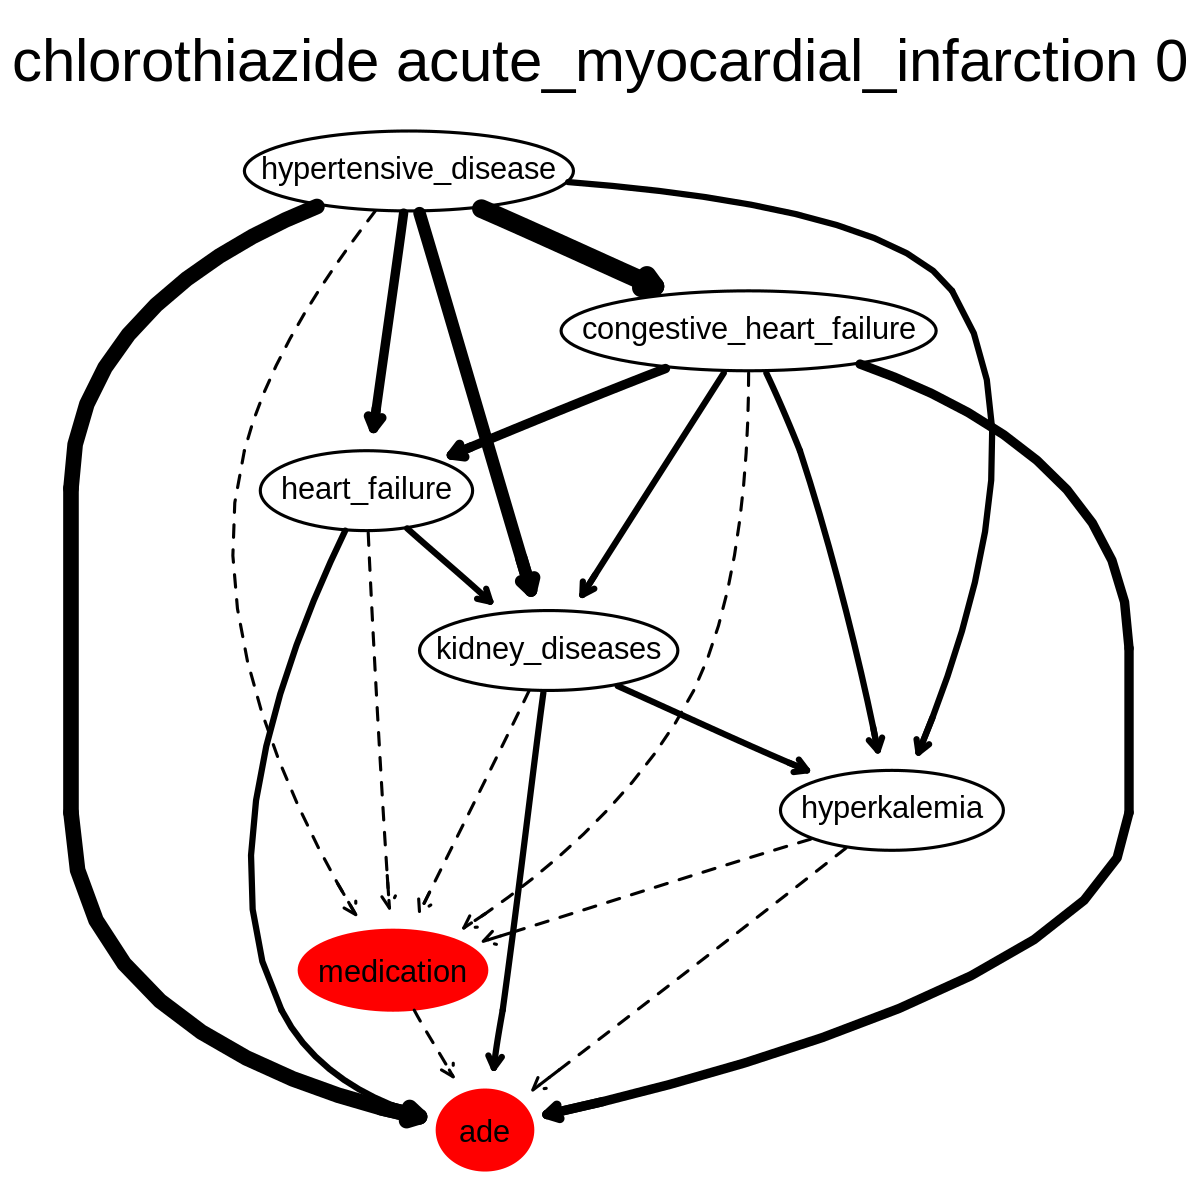 chlorothiazide acute_myocardial_infarction 0
hypertensive_disease
congestive_heart_failure
heart_failure
kidney_diseases
hyperkalemia
medication
ade